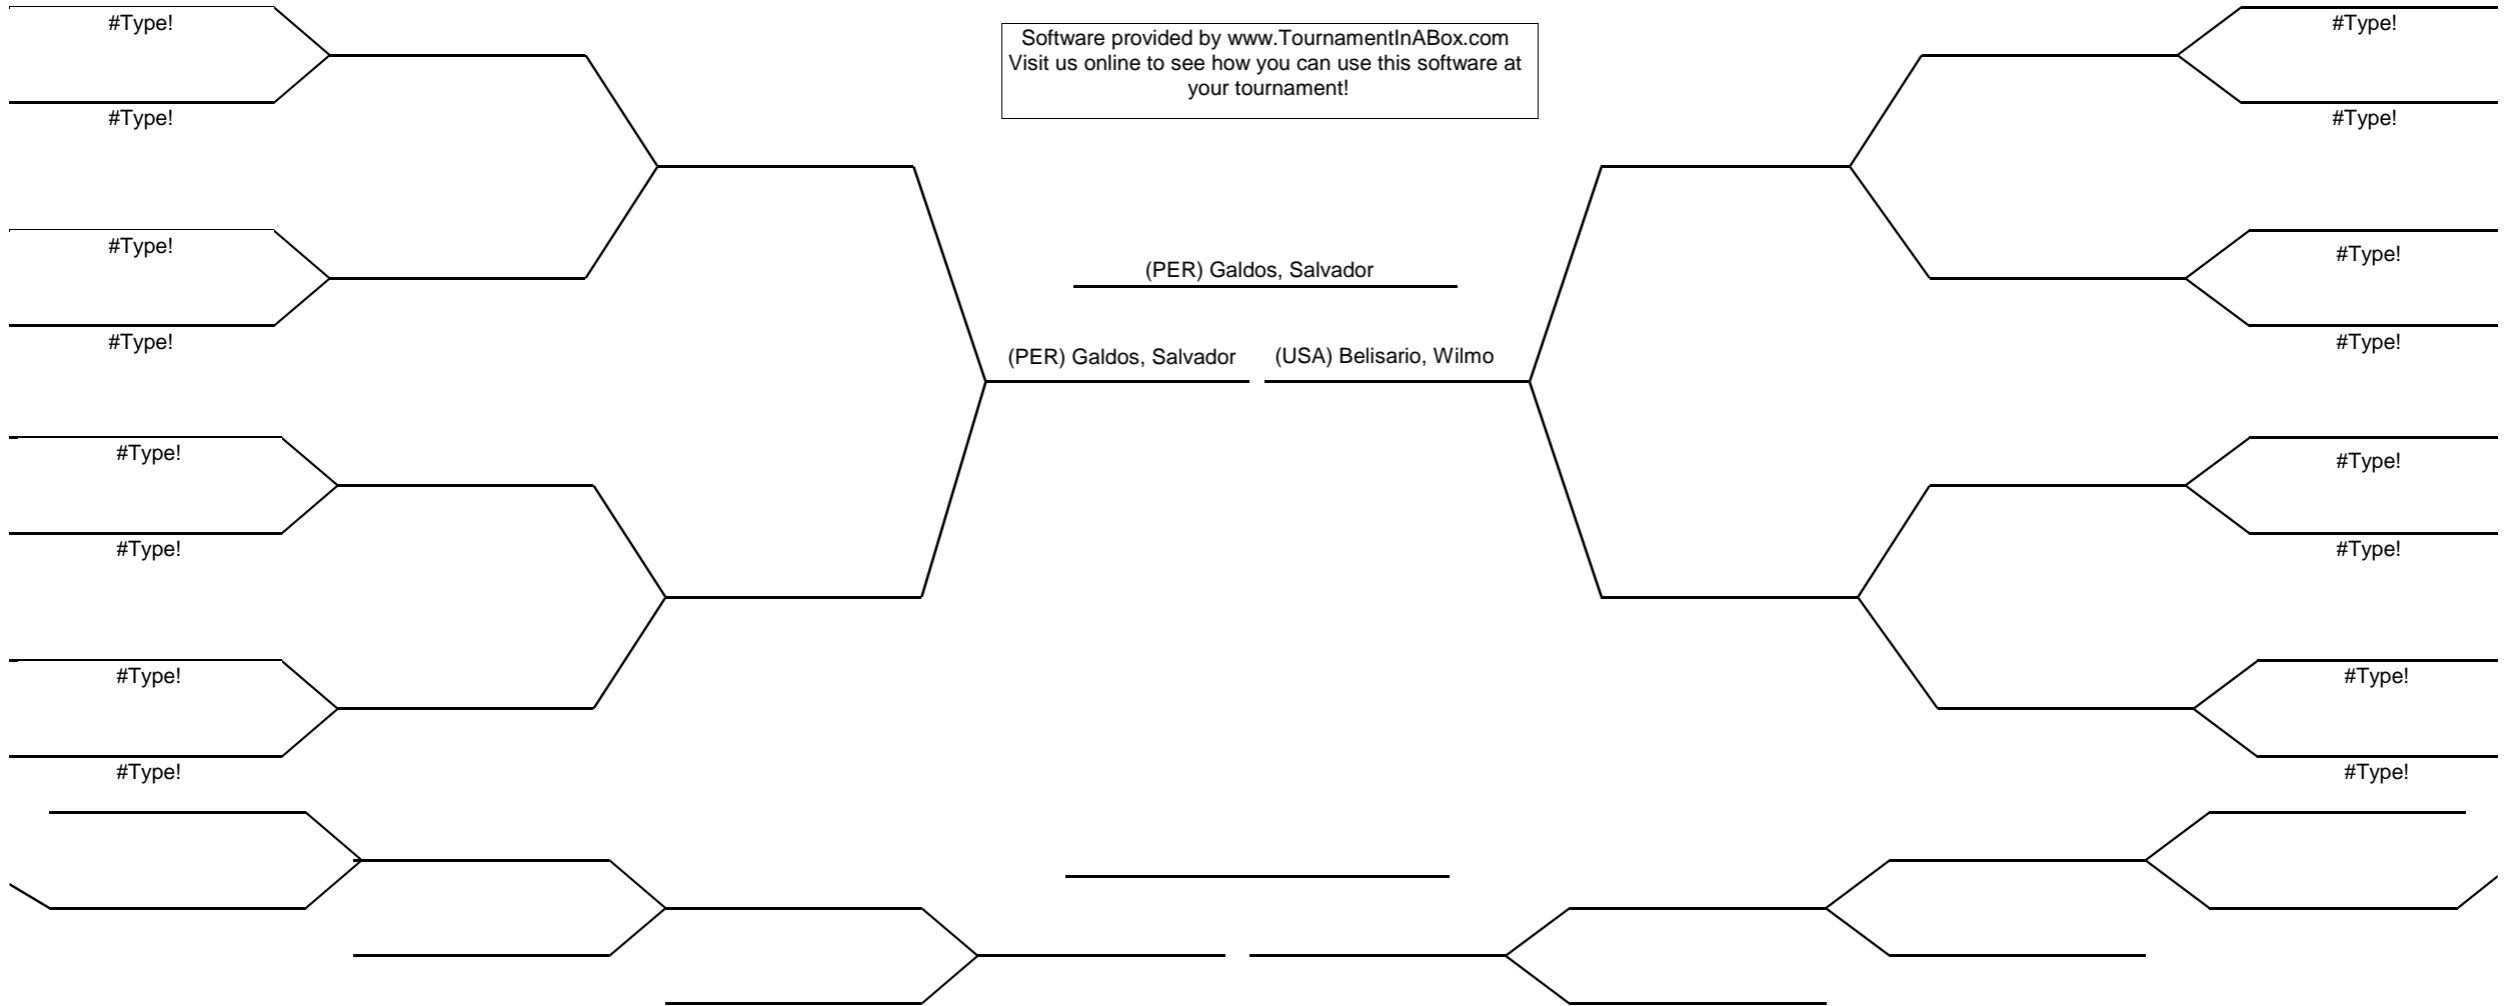 #Type!
Software provided by www.TournamentInABox.com
Visit us online to see how you can use this software at
your tournament!
#Type!
#Type!
#Type!
#Type!
#Type!
(PER) Galdos, Salvador
#Type!
#Type!
(PER) Galdos, Salvador
(USA) Belisario, Wilmo
#Type!
#Type!
#Type!
#Type!
#Type!
#Type!
#Type!
#Type!
#Type!